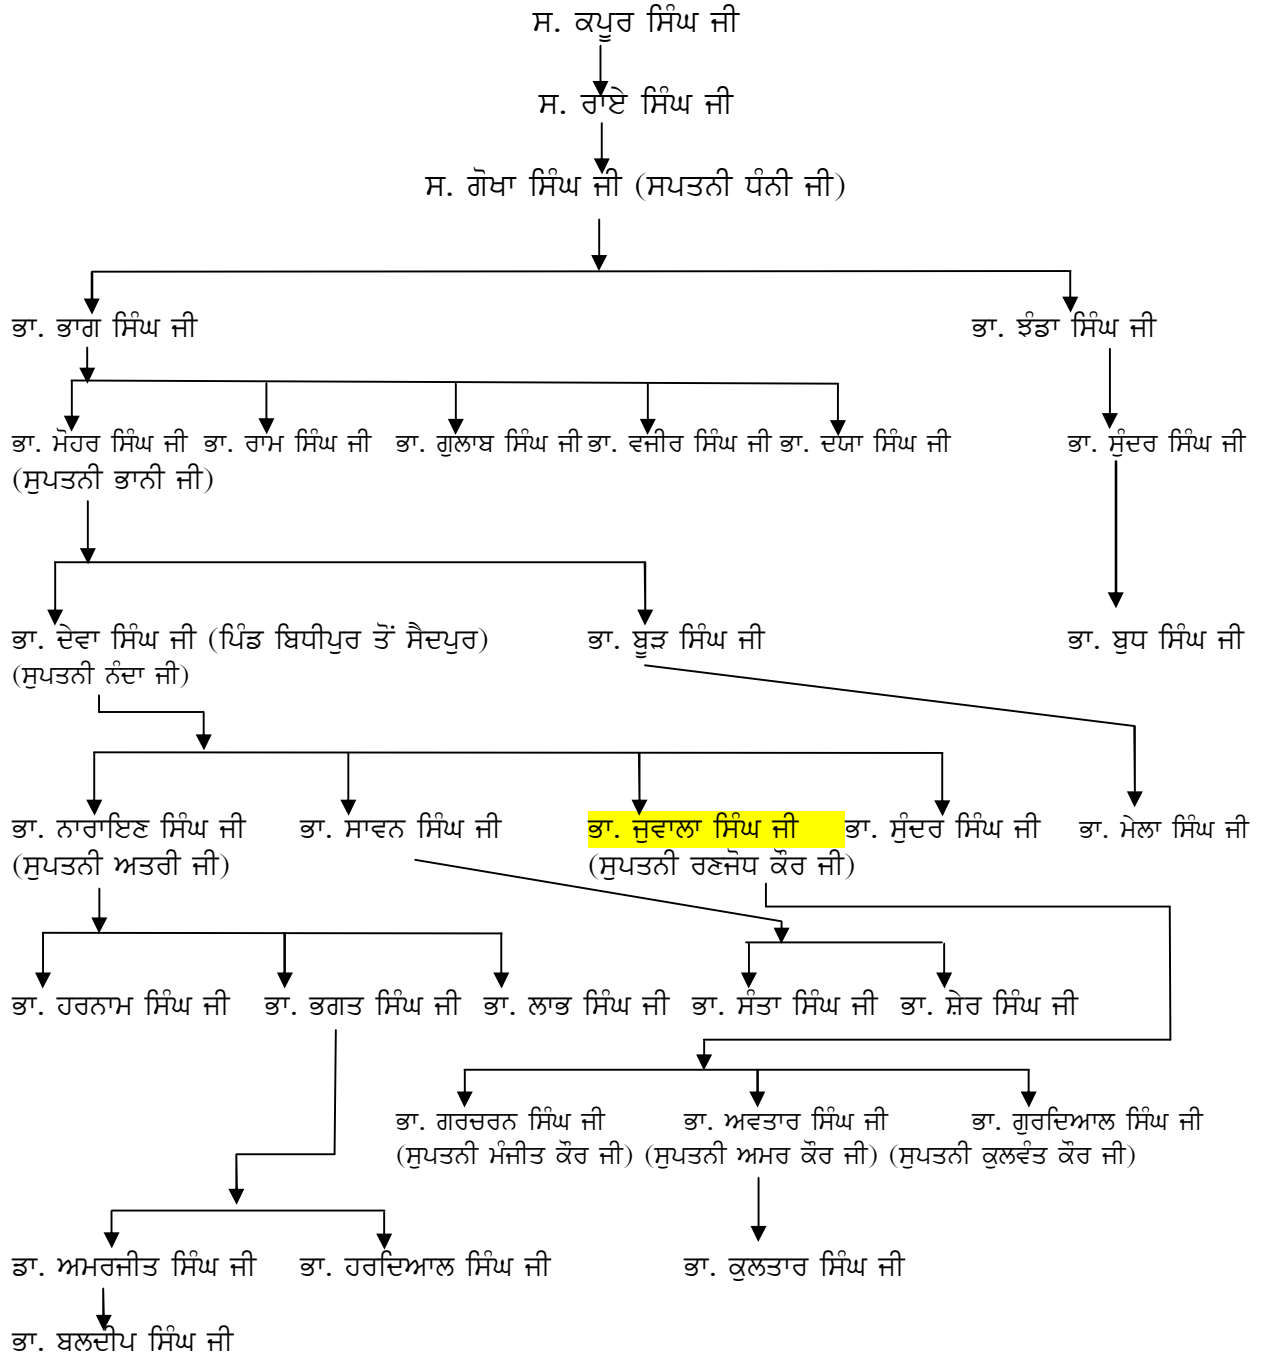 ਸ. ਕਪੂਰ ਸਿੰਘ ਜੀ
ਸ. ਰਾਏ ਸਿੰਘ ਜੀ
ਸ. ਗੋਖਾ ਸਿੰਘ ਜੀ (ਸਪਤਨੀ ਧੰਨੀ ਜੀ)
ਭਾ. ਭਾਗ ਸਿੰਘ ਜੀ ਭਾ. ਝੰਡਾ ਸਿੰਘ ਜੀ
ਭਾ. ਮੋਹਰ ਸਿੰਘ ਜੀ ਭਾ. ਰਾਮ ਸਿੰਘ ਜੀ ਭਾ. ਗੁਲਾਬ ਸਿੰਘ ਜੀ ਭਾ. ਵਜੀਰ ਸਿੰਘ ਜੀ ਭਾ. ਦਯਾ ਸਿੰਘ ਜੀ ਭਾ. ਸੁੰਦਰ ਸਿੰਘ ਜੀ
(ਸੁਪਤਨੀ ਭਾਨੀ ਜੀ)
ਭਾ. ਦੇਵਾ ਸਿੰਘ ਜੀ (ਪਿੰਡ ਬਿਧੀਪੁਰ ਤੋਂ ਸੈਦਪੁਰ) ਭਾ. ਬੂੜ ਸਿੰਘ ਜੀ ਭਾ. ਬੁਧ ਸਿੰਘ ਜੀ
(ਸੁਪਤਨੀ ਨੰਦਾ ਜੀ)
ਭਾ. ਨਾਰਾਇਣ ਸਿੰਘ ਜੀ ਭਾ. ਸਾਵਨ ਸਿੰਘ ਜੀ ਭਾ. ਜੁਵਾਲਾ ਸਿੰਘ ਜੀ ਭਾ. ਸੁੰਦਰ ਸਿੰਘ ਜੀ ਭਾ. ਮੇਲਾ ਸਿੰਘ ਜੀ
(ਸੁਪਤਨੀ ਅਤਰੀ ਜੀ) (ਸੁਪਤਨੀ ਰਣਜੋਧ ਕੌਰ ਜੀ)
ਭਾ. ਹਰਨਾਮ ਸਿੰਘ ਜੀ ਭਾ. ਭਗਤ ਸਿੰਘ ਜੀ ਭਾ. ਲਾਭ ਸਿੰਘ ਜੀ ਭਾ. ਸੰਤਾ ਸਿੰਘ ਜੀ ਭਾ. ਸ਼ੇਰ ਸਿੰਘ ਜੀ
ਭਾ. ਗਰਚਰਨ ਸਿੰਘ ਜੀ ਭਾ. ਅਵਤਾਰ ਸਿੰਘ ਜੀ ਭਾ. ਗੁਰਦਿਆਲ ਸਿੰਘ ਜੀ
(ਸੁਪਤਨੀ ਮੰਜੀਤ ਕੌਰ ਜੀ) (ਸੁਪਤਨੀ ਅਮਰ ਕੌਰ ਜੀ) (ਸੁਪਤਨੀ ਕੁਲਵੰਤ ਕੌਰ ਜੀ)
ਡਾ. ਅਮਰਜੀਤ ਸਿੰਘ ਜੀ ਭਾ. ਹਰਦਿਆਲ ਸਿੰਘ ਜੀ ਭਾ. ਕੁਲਤਾਰ ਸਿੰਘ ਜੀ
ਭਾ. ਬਲਦੀਪ ਸਿੰਘ ਜੀ